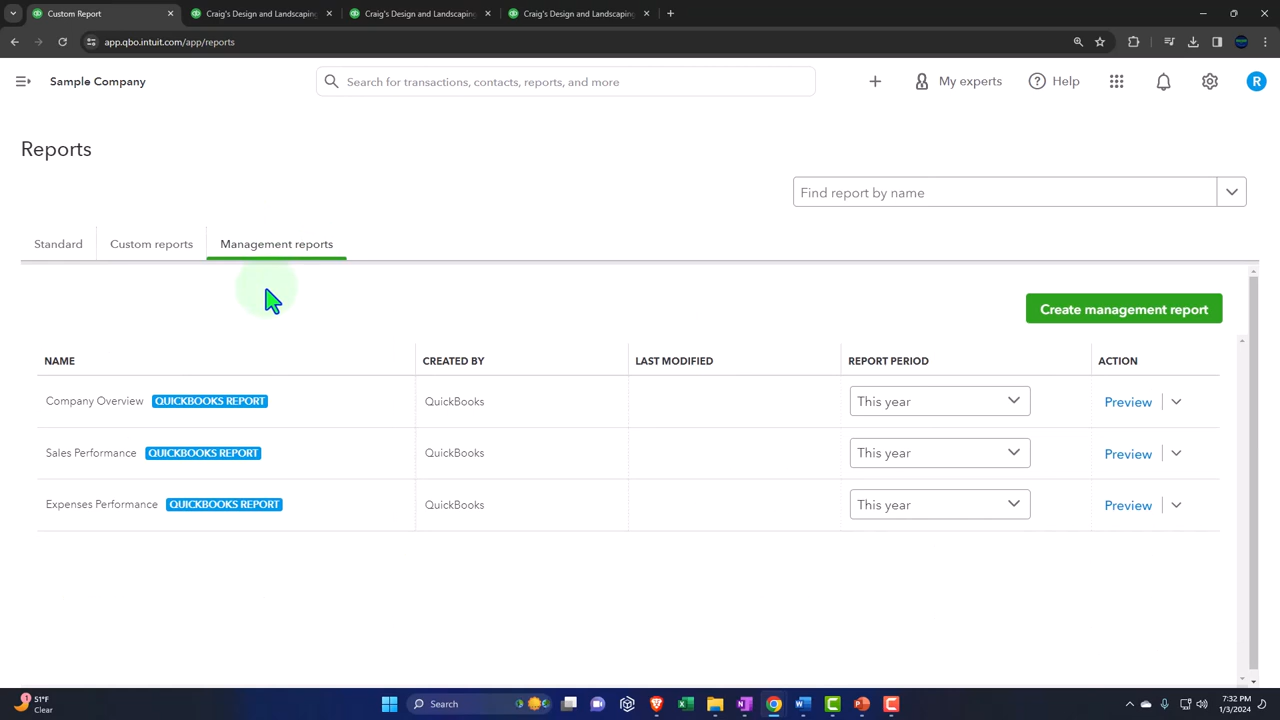 Custom Report
Craig's Design and Landscaping
Craig's Design and Landscaping
Craig's Design and Landscaping
app.qbo.intuit.com/app/reports
Sample Company
Search for transactions, contacts, reports, and more
My experts
Help
R
Reports
Find report by name
Standard
Custom reports
Management reports
Create management report
NAME CREATED BY LAST MODIFIED REPORT PERIOD ACTION
Company Overview QUICKBOOKS REPORT QuickBooks This year Preview
Sales Performance QUICKBOOKS REPORT QuickBooks This year Preview
Expenses Performance QUICKBOOKS REPORT QuickBooks This year Preview
1
51°F
Clear
Search
7:32 PM
1/3/2024